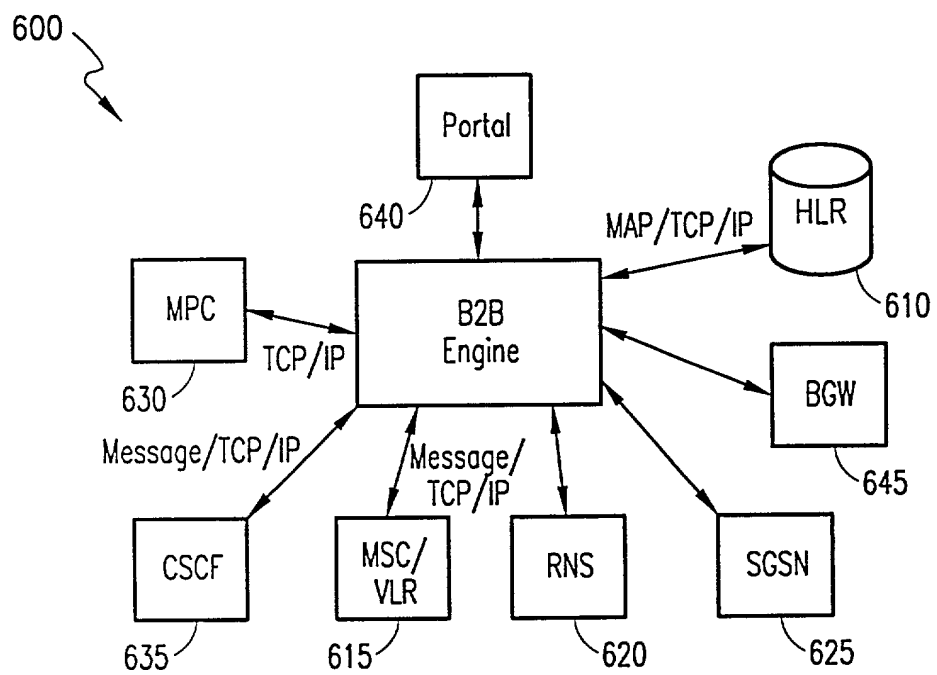 600
Portal
640
MAP/TCP/IP
HLR
610
MPC
630
TCP/IP
B2B
Engine
BGW
645
Message/TCP/IP
Message/
TCP/IP
CSCF
635
MSC/
VLR
615
RNS
620
SGSN
625